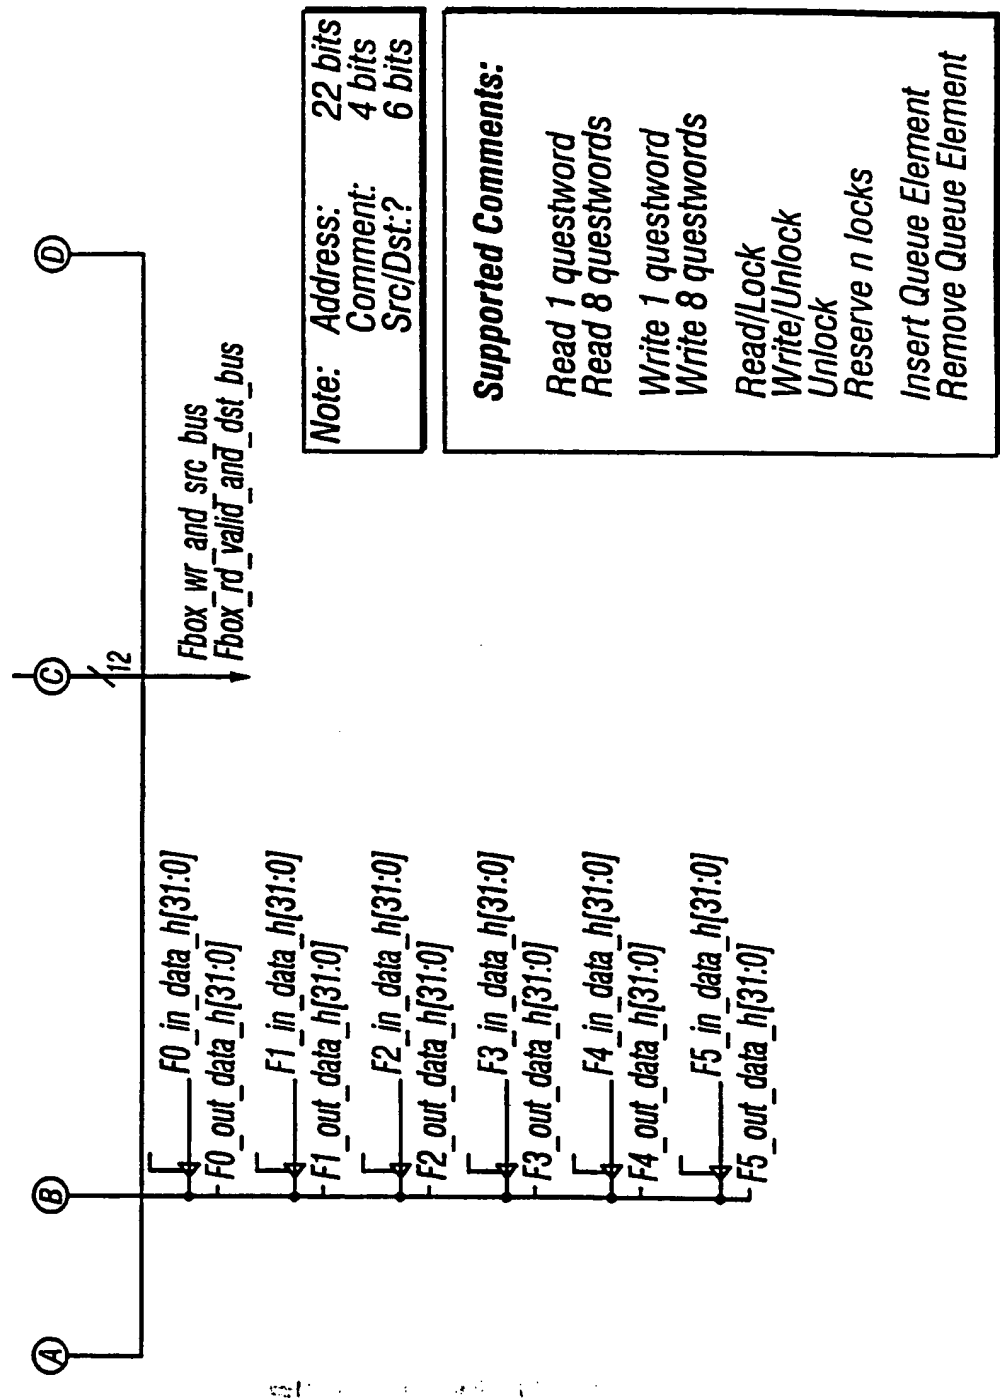 A
B
C
D
12
Fbox_wr_and_src_bus
Fbox_rd_valid_and_dst_bus
F0_in_data_h[31:0]
F0_out_data_h[31:0]
F1_in_data_h[31:0]
F1_out_data_h[31:0]
F2_in_data_h[31:0]
F2_out_data_h[31:0]
F3_in_data_h[31:0]
F3_out_data_h[31:0]
F4_in_data_h[31:0]
F4_out_data_h[31:0]
F5_in_data_h[31:0]
F5_out_data_h[31:0]
Note: Address: 22 bits
Comment: 4 bits
Src/Dst:? 6 bits
Supported Comments:
Read 1 questword
Read 8 questwords
Write 1 questword
Write 8 questwords
Read/Lock
Write/Unlock
Unlock
Reserve n locks
Insert Queue Element
Remove Queue Element